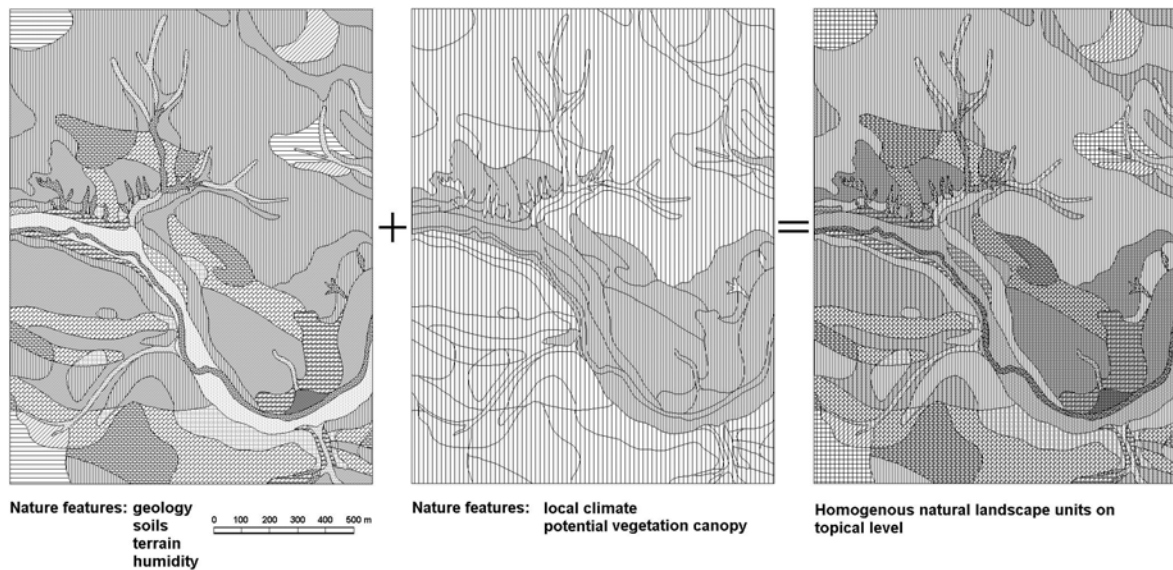 +
=
Nature features: geology
soils
terrain
humidity
0 100 200 300 400 500 m
Nature features: local climate
potential vegetation canopy
Homogenous natural landscape units on
topical level